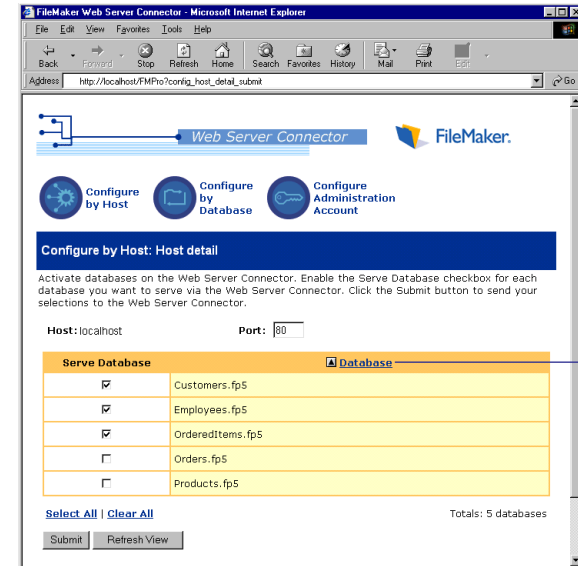 FileMaker Web Server Connector - Microsoft Internet Explorer
File Edit View Favorites Tools Help
Back Forward Stop Refresh Home Search Favorites History Mail Print Edit
Address http://localhost/FMPro?config_host_detail_submit Go
Web Server Connector FileMaker.
Configure by Host
Configure by Database
Configure Administration Account
Configure by Host: Host detail
Activate databases on the Web Server Connector. Enable the Serve Database checkbox for each
database you want to serve via the Web Server Connector. Click the Submit button to send your
selections to the Web Server Connector.
Host: localhost Port: 80
Serve Database Database
Customers.fp5
Employees.fp5
OrderedItems.fp5
Orders.fp5
Products.fp5
Select All | Clear All Totals: 5 databases
Submit Refresh View